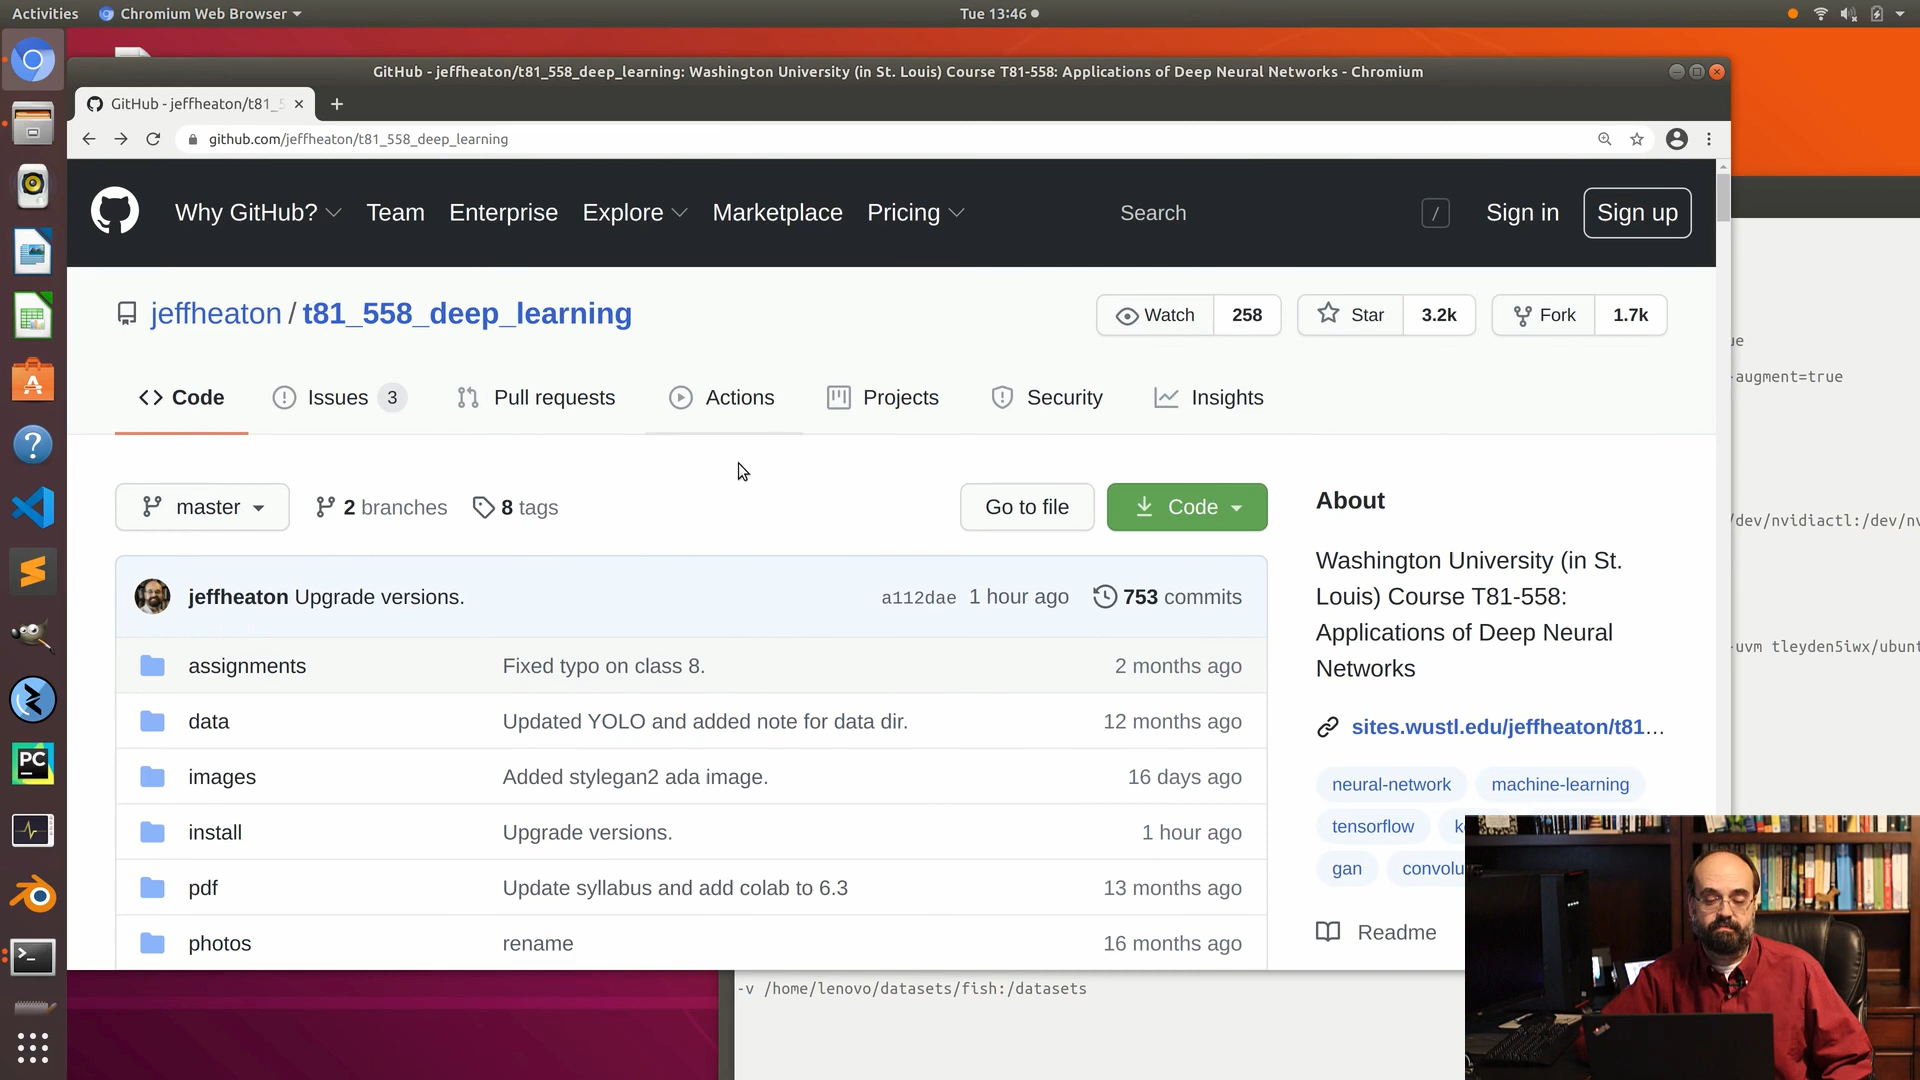 Activities Chromium Web Browser Tue 13:46
GitHub - jeffheaton/t81_558_deep_learning: Washington University (in St. Louis) Course T81-558: Applications of Deep Neural Networks - Chromium
GitHub - jeffheaton/t81_5
github.com/jeffheaton/t81_558_deep_learning
Why GitHub? Team Enterprise Explore Marketplace Pricing Search / Sign in Sign up
jeffheaton / t81_558_deep_learning Watch 258 Star 3.2k Fork 1.7k
-augment=true
Code Issues 3 Pull requests Actions Projects Security Insights
master 2 branches 8 tags Go to file Code About
/dev/nvidiactl:/dev/nv
Washington University (in St.
Louis) Course T81-558:
Applications of Deep Neural
Networks
jeffheaton Upgrade versions. a112dae 1 hour ago 753 commits
-uvm tleyden5iwx/ubunt
assignments Fixed typo on class 8. 2 months ago
data Updated YOLO and added note for data dir. 12 months ago
sites.wustl.edu/jeffheaton/t81...
images Added stylegan2 ada image. 16 days ago
neural-network machine-learning
install Upgrade versions. 1 hour ago
tensorflow
gan convolu
pdf Update syllabus and add colab to 6.3 13 months ago
photos rename 16 months ago
Readme
-v /home/lenovo/datasets/fish:/datasets
PC